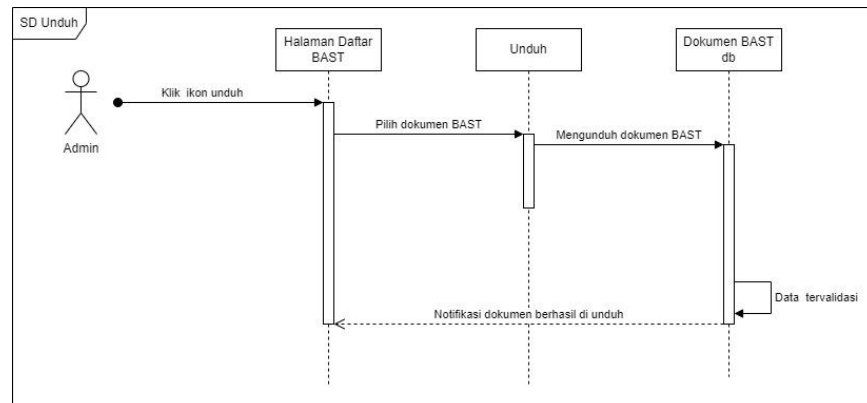 SD Unduh
Halaman Daftar
BAST
Unduh
Dokumen BAST
db
Klik ikon unduh
Admin
Pilih dokumen BAST
Mengunduh dokumen BAST
Data tervalidasi
Notifikasi dokumen berhasil di unduh